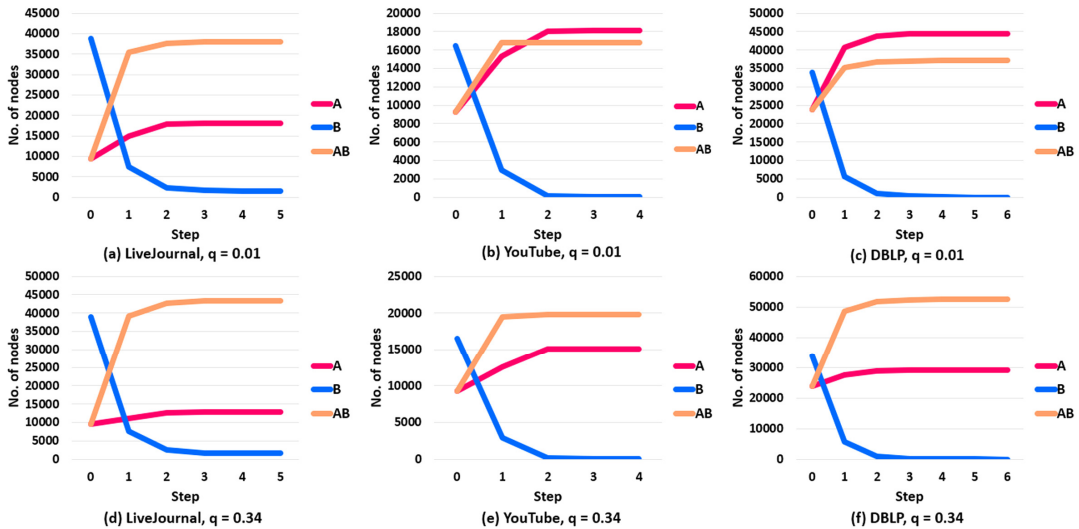 45000
40000
35000
30000
25000
20000
15000
10000
5000
0
No. of nodes
0 1 2 3 4 5
Step
A
B
AB
(a) LiveJournal, q = 0.01
20000
18000
16000
14000
12000
10000
8000
6000
4000
2000
0
No. of nodes
0 1 2 3 4
Step
A
B
AB
(b) YouTube, q = 0.01
50000
45000
40000
35000
30000
25000
20000
15000
10000
5000
0
No. of nodes
0 1 2 3 4 5 6
Step
A
B
AB
(c) DBLP, q = 0.01
50000
45000
40000
35000
30000
25000
20000
15000
10000
5000
0
No. of nodes
0 1 2 3 4 5
Step
A
B
AB
(d) LiveJournal, q = 0.34
25000
20000
15000
10000
5000
0
No. of nodes
0 1 2 3 4
Step
A
B
AB
(e) YouTube, q = 0.34
60000
50000
40000
30000
20000
10000
0
No. of nodes
0 1 2 3 4 5 6
Step
A
B
AB
(f) DBLP, q = 0.34